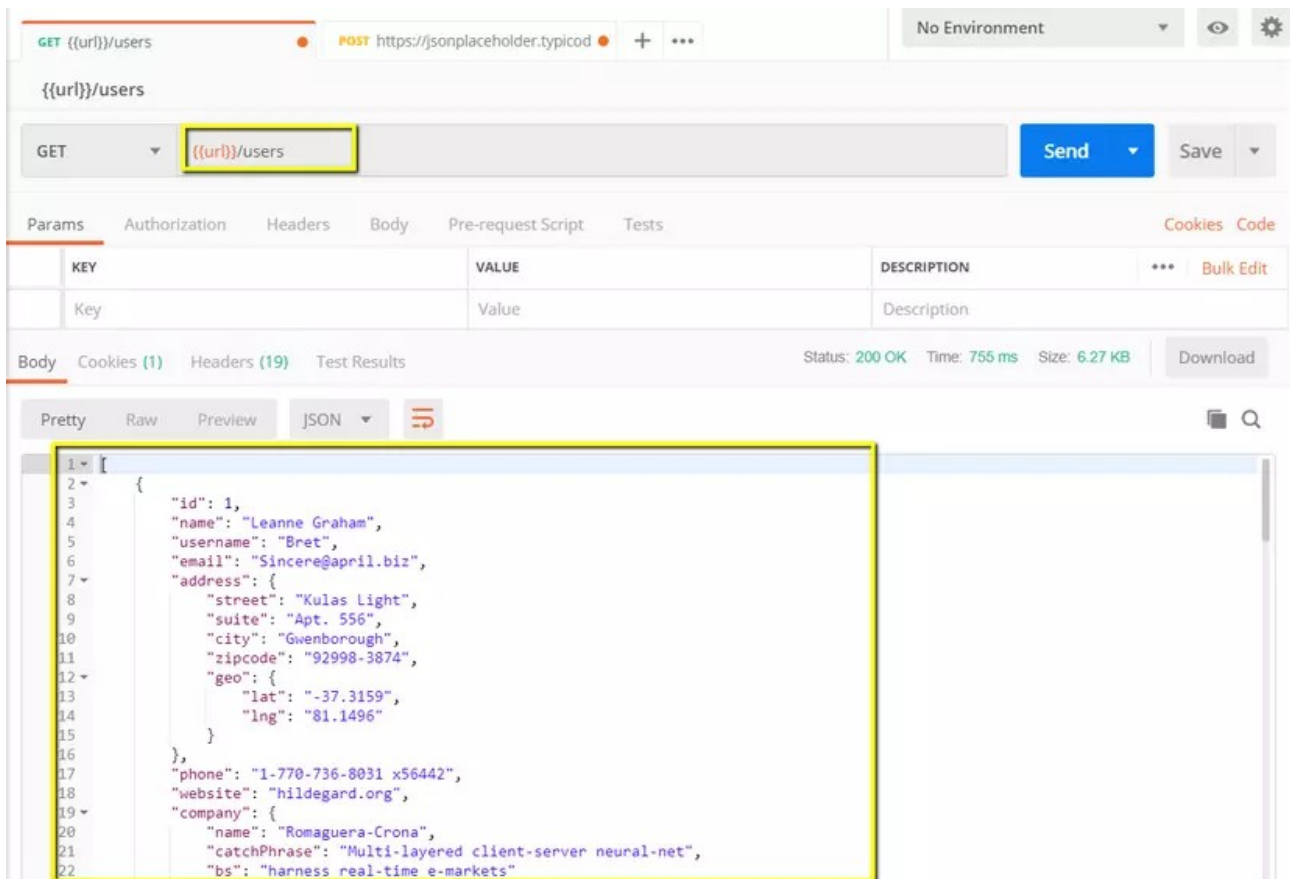 GET {{url}}/users POST https://jsonplaceholder.typicod + ••• No Environment
{{url}}/users
GET {{url}}/users Send Save
Params Authorization Headers Body Pre-request Script Tests Cookies Code
KEY VALUE DESCRIPTION ••• Bulk Edit
Key Value Description
Body Cookies (1) Headers (19) Test Results Status: 200 OK Time: 755 ms Size: 6.27 KB Download
Pretty Raw Preview JSON
1 [
2 {
3 "id": 1,
4 "name": "Leanne Graham",
5 "username": "Bret",
6 "email": "Sincere@april.biz",
7 "address": {
8 "street": "Kulas Light",
9 "suite": "Apt. 556",
10 "city": "Gwenborough",
11 "zipcode": "92998-3874",
12 "geo": {
13 "lat": "-37.3159",
14 "lng": "81.1496"
15 }
16 },
17 "phone": "1-770-736-8031 x56442",
18 "website": "hildegard.org",
19 "company": {
20 "name": "Romaguera-Crona",
21 "catchPhrase": "Multi-layered client-server neural-net",
22 "bs": "harness real-time e-markets"